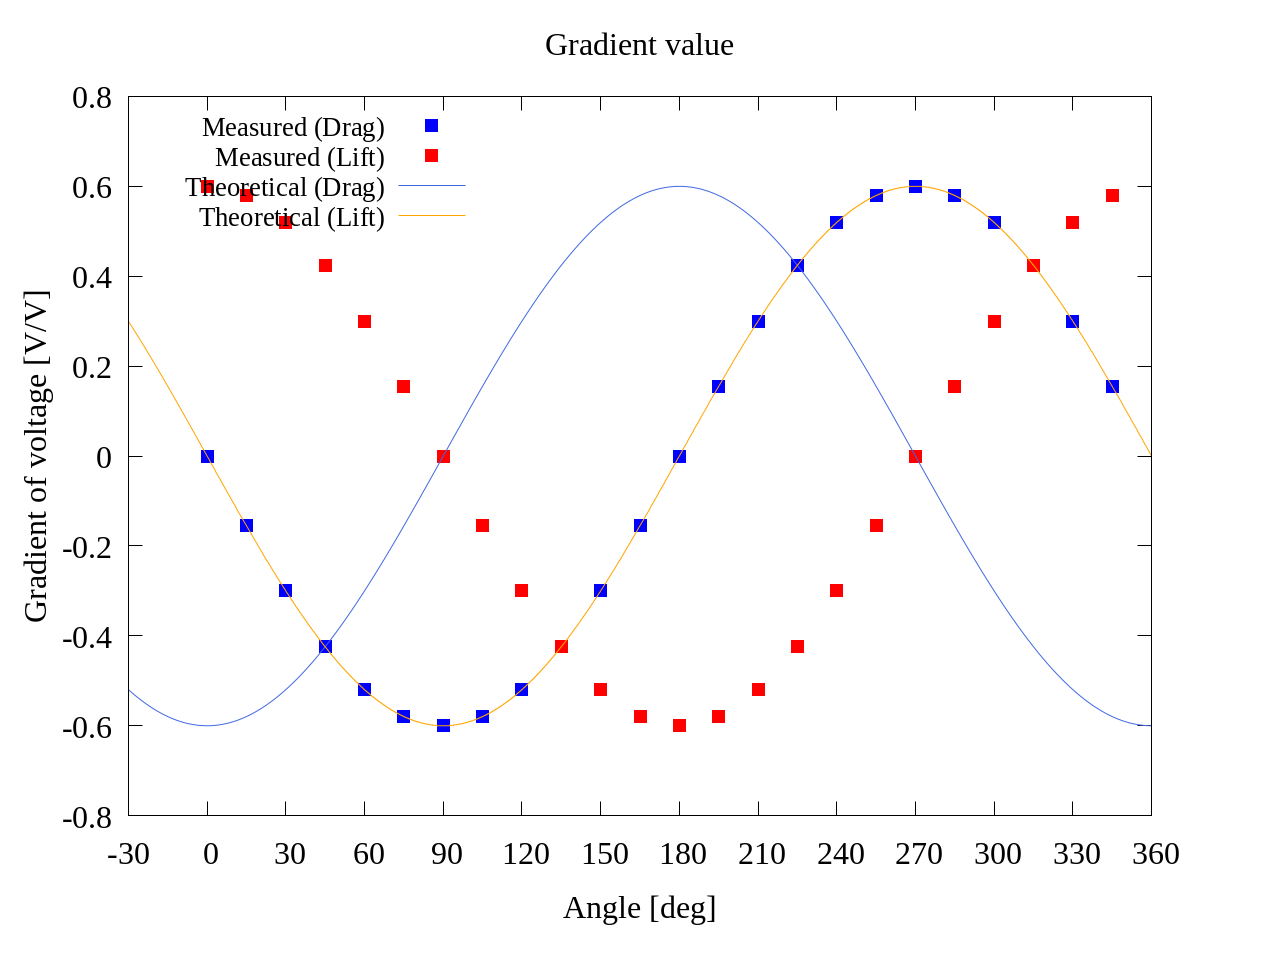 Gradient value
Measured (Drag)
Measured (Lift)
Theoretical (Drag)
Theoretical (Lift)
0.8
0.6
0.4
0.2
0
-0.2
-0.4
-0.6
-0.8
Gradient of voltage [V/V]
-30 0 30 60 90 120 150 180 210 240 270 300 330 360
Angle [deg]